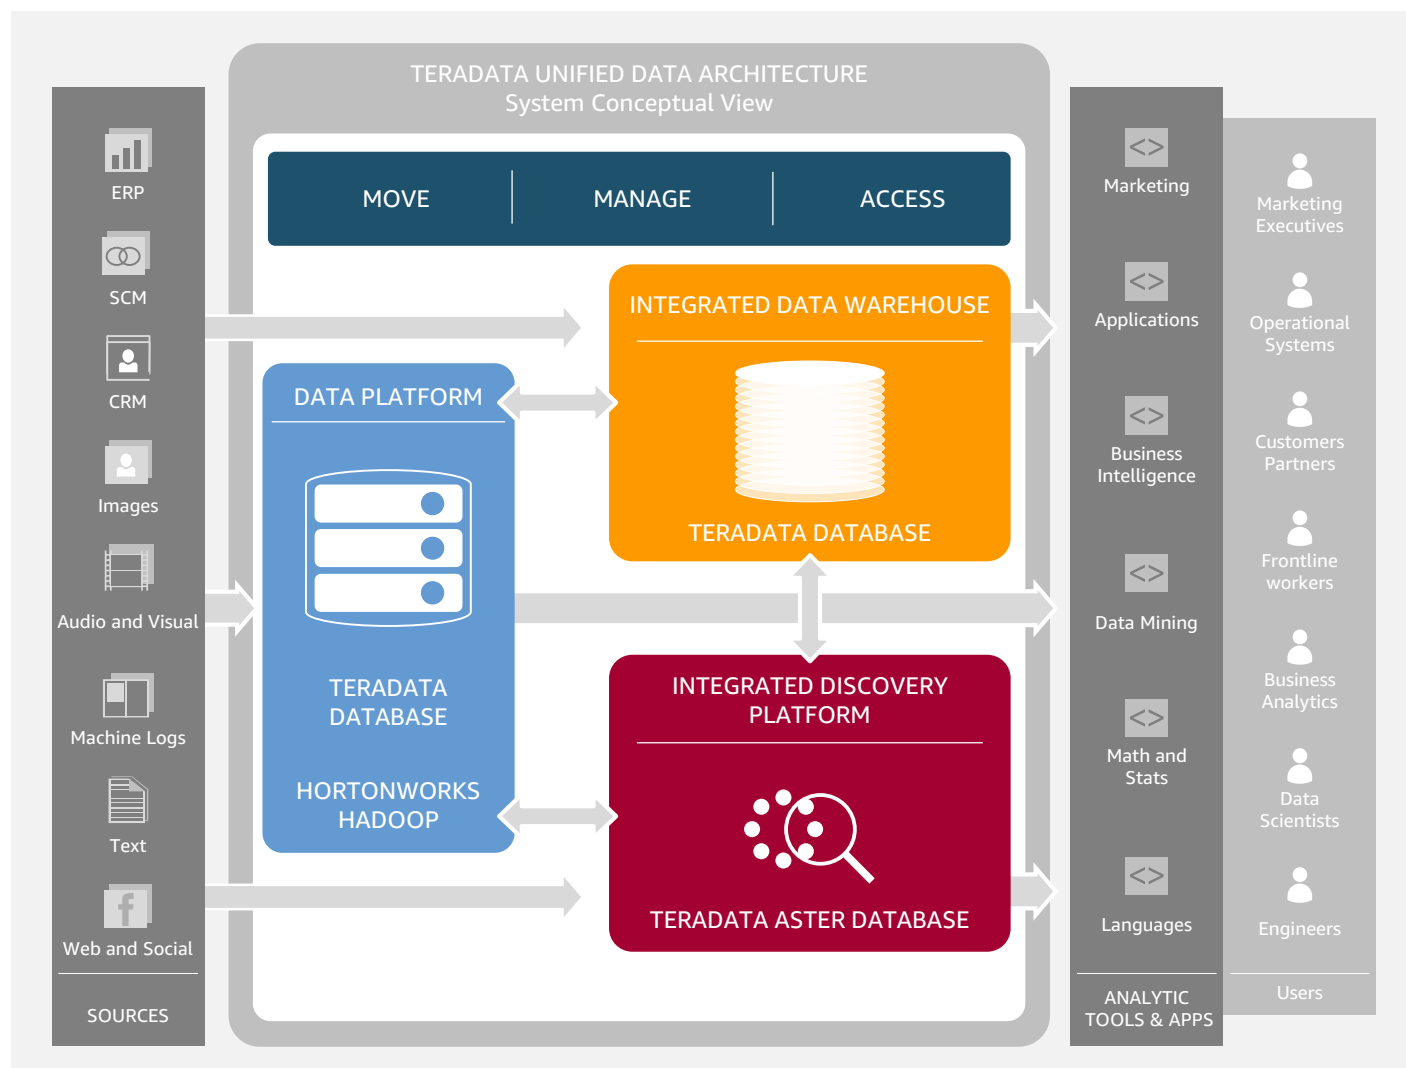 TERADATA UNIFIED DATA ARCHITECTURE
System Conceptual View
ERP
SCM
CRM
Images
Audio and Visual
Machine Logs
Text
f
Web and Social
SOURCES
MOVE
MANAGE
ACCESS
DATA PLATFORM
TERADATA
DATABASE
HORTONWORKS
HADOOP
INTEGRATED DATA WAREHOUSE
TERADATA DATABASE
INTEGRATED DISCOVERY
PLATFORM
TERADATA ASTER DATABASE
<>
Marketing
<>
Applications
<>
Business
Intelligence
<>
Data Mining
<>
Math and
Stats
<>
Languages
ANALYTIC
TOOLS & APPS
Marketing
Executives
Operational
Systems
Customers
Partners
Frontline
workers
Business
Analytics
Data
Scientists
Engineers
Users